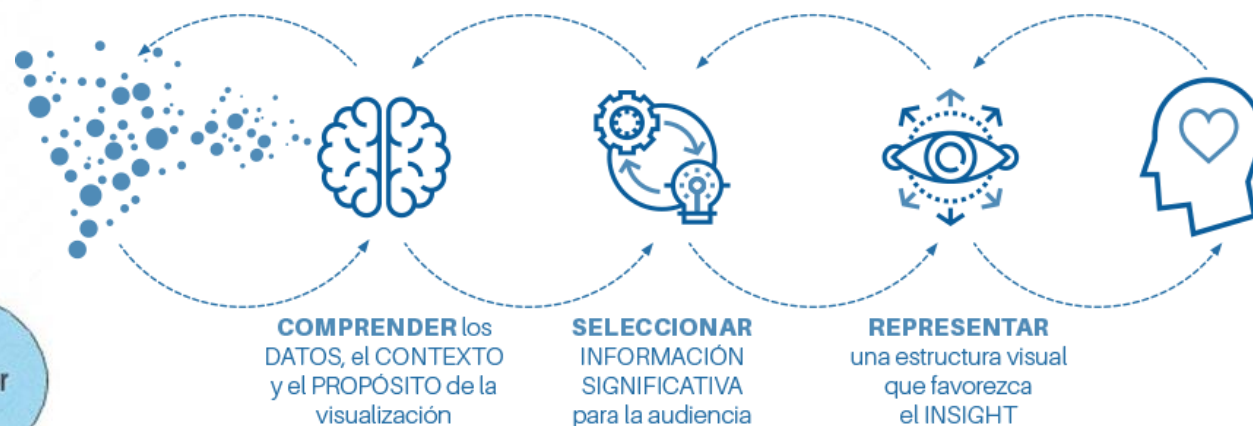 COMPRENDER los
DATOS, el CONTEXTO
y el PROPÓSITO de la
visualización
SELECCIONAR
INFORMACIÓN
SIGNIFICATIVA
para la audiencia
REPRESENTAR
una estructura visual
que favorezca
el INSIGHT